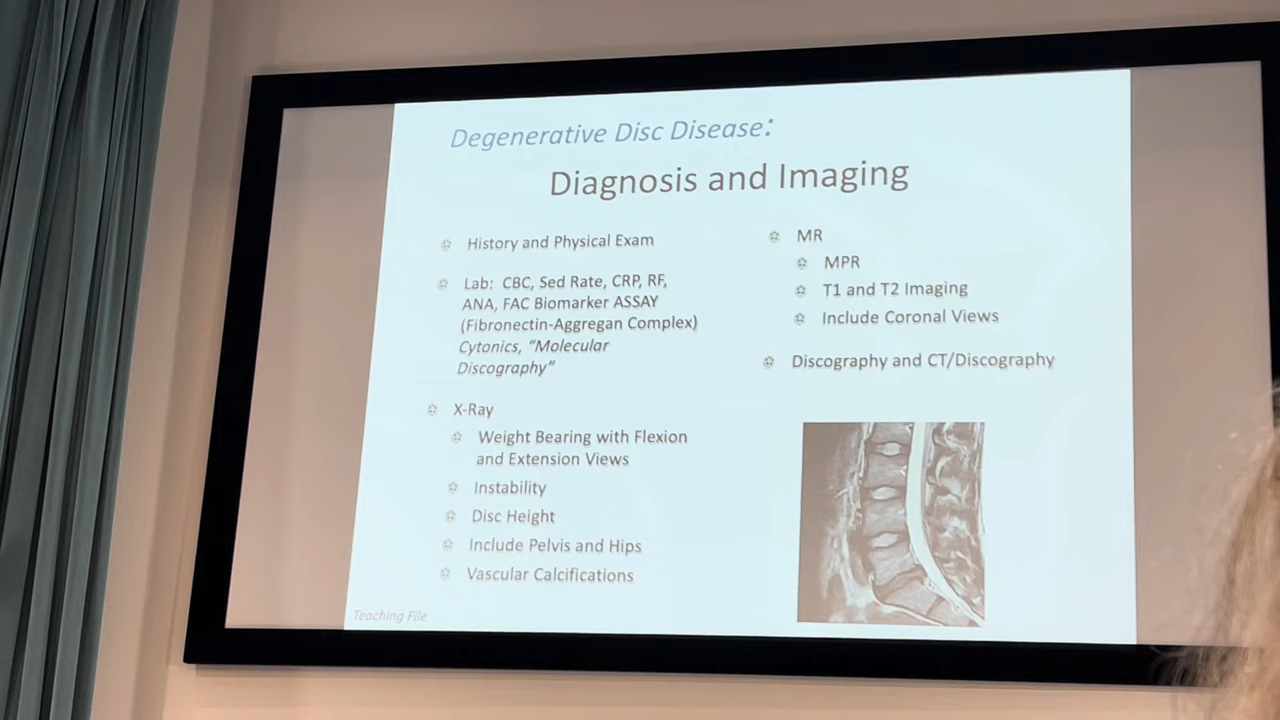 Degenerative Disc Disease:
Diagnosis and Imaging
History and Physical Exam
Lab: CBC, Sed Rate, CRP, RF,
ANA, FAC Biomarker ASSAY
(Fibronectin-Aggregan Complex)
Cytonics, “Molecular
Discography”
X-Ray
Weight Bearing with Flexion
and Extension Views
Instability
Disc Height
Include Pelvis and Hips
Vascular Calcifications
MR
MPR
T1 and T2 Imaging
Include Coronal Views
Discography and CT/Discography
Teaching File